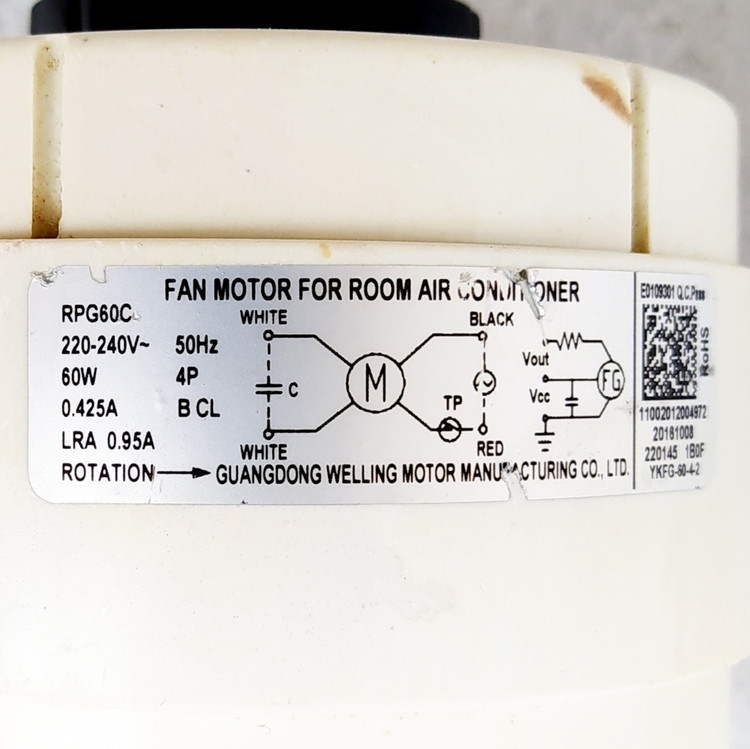 FAN MOTOR FOR ROOM AIR CONDITIONER
RPG60C
220-240V~ 50Hz
60W 4P
0.425A B CL
LRA 0.95A
ROTATION
WHITE
C
WHITE
M
BLACK
TP
RED
Vout
Vcc
FG
GUANGDONG WELLING MOTOR MANUFACTURING CO., LTD.
E0109301 Q.C.Pass
RoHS
11002012004972
20161008
220145 1B0F
YKFG-60-4-2